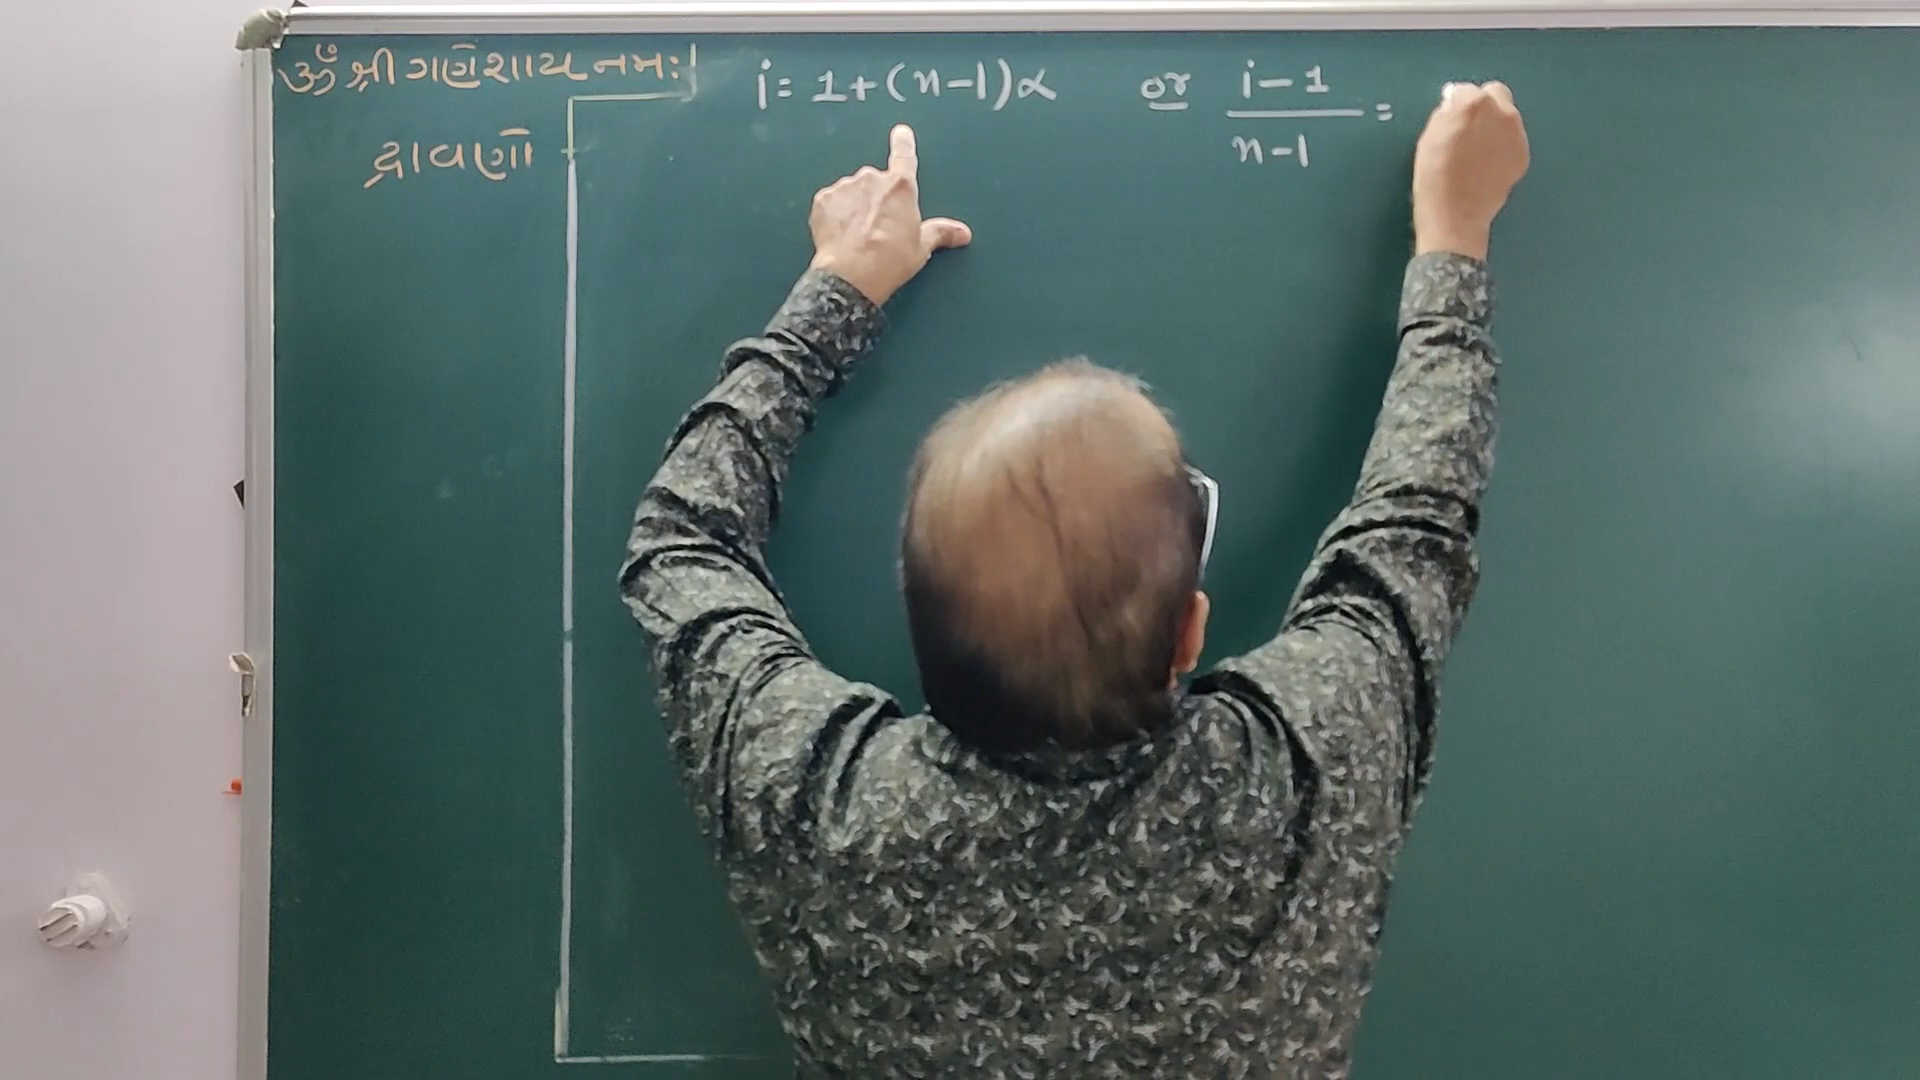 ૐ શ્રી ગણેશાય નમઃ।
દ્રાવણો
i = 1+(n-1)α or (i-1)/(n-1) =